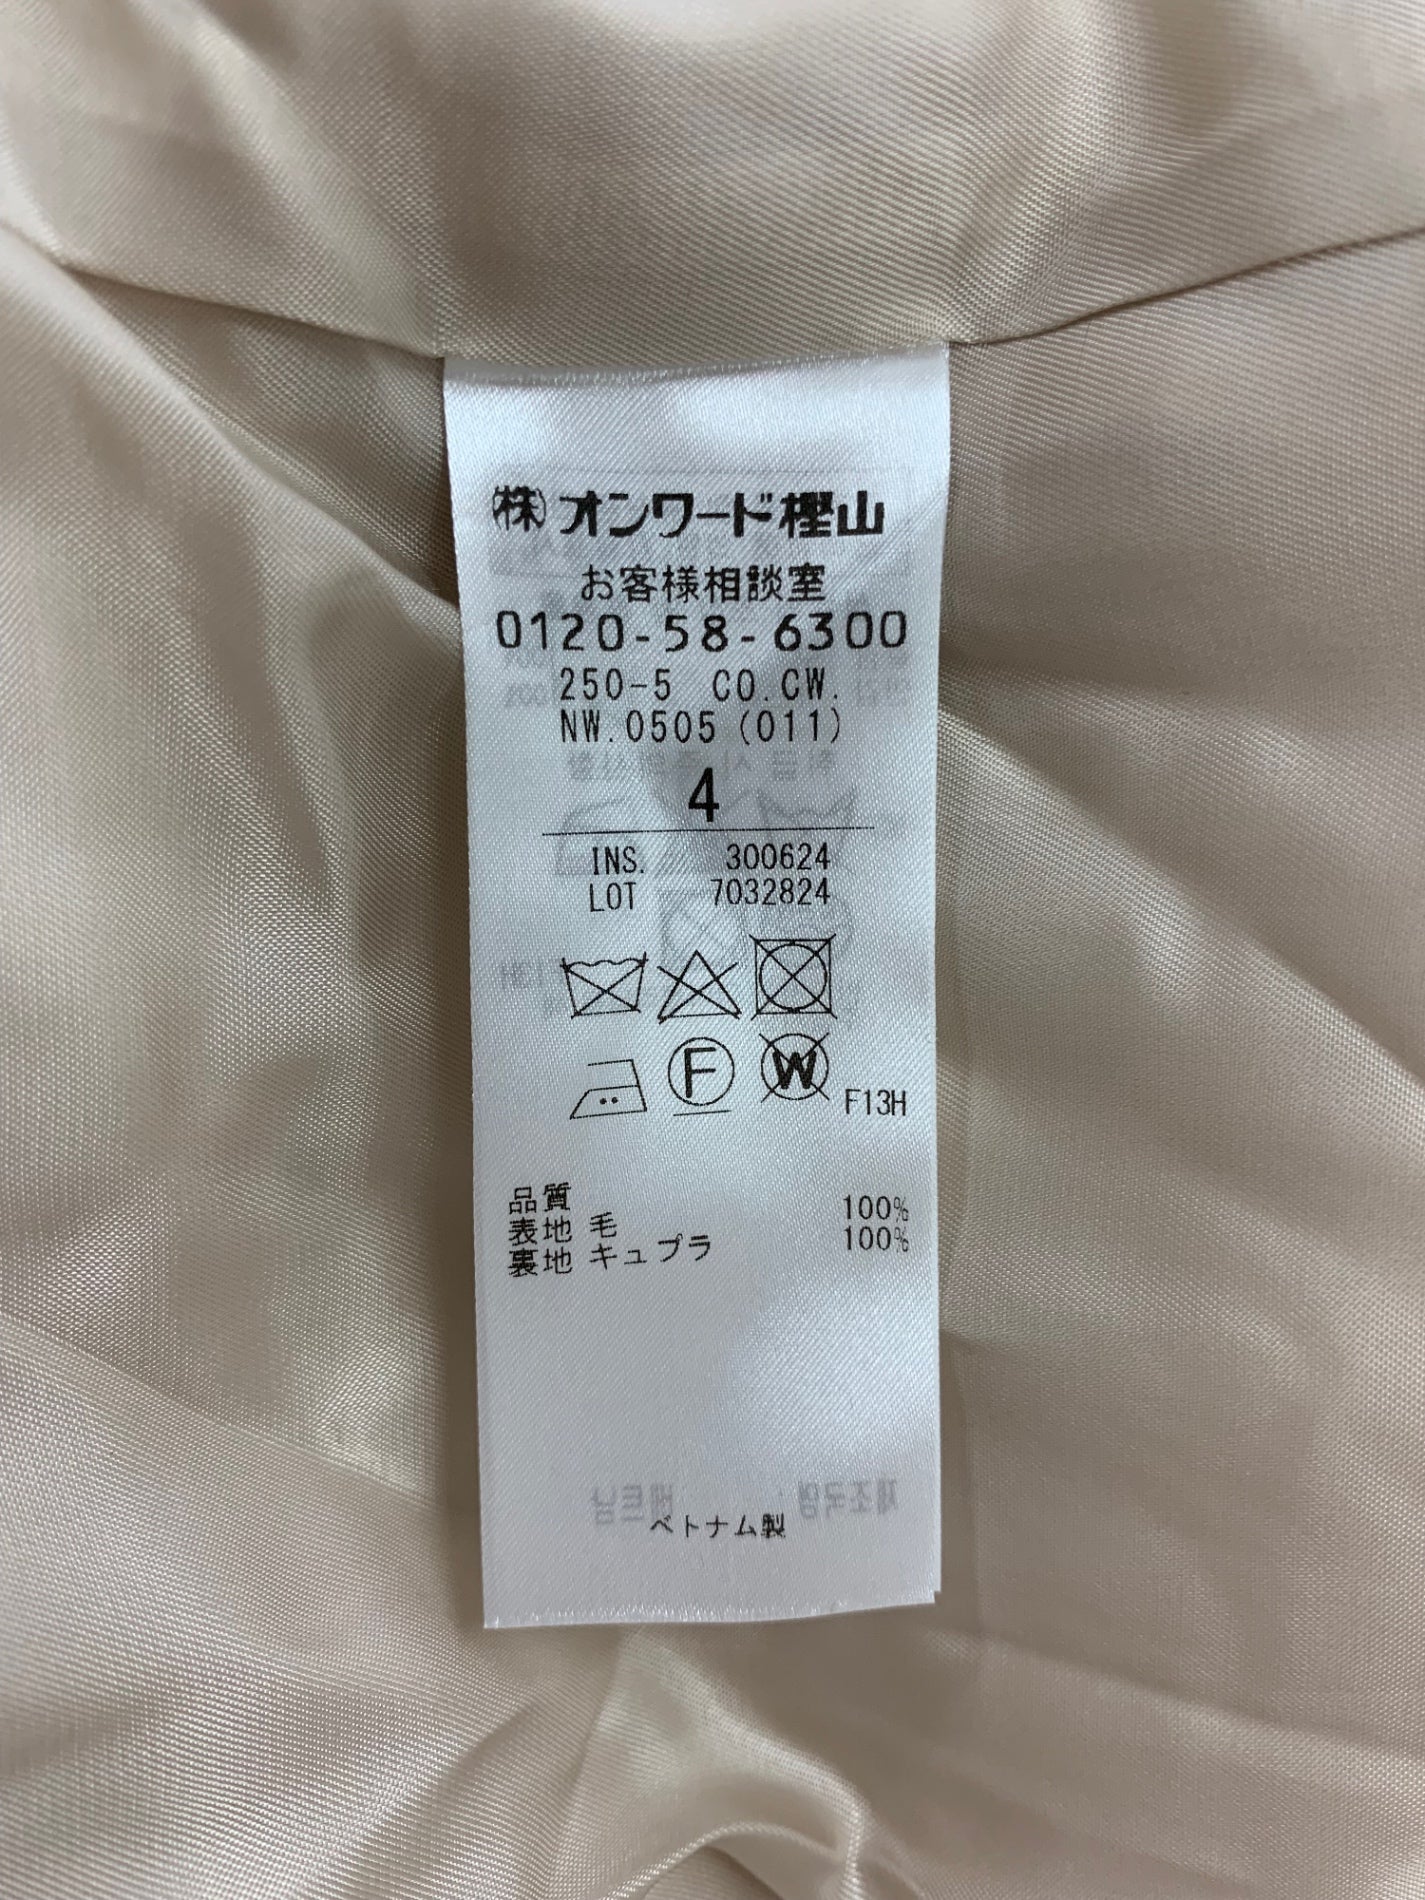 ㈱オンワード樫山
お客様相談室
0120-58-6300
250-5 CO.CW.
NW.0505(011)
4
INS. 300624
LOT 7032824
F W F13H
品質
表地 毛 100%
裏地 キュプラ 100%
ベトナム製